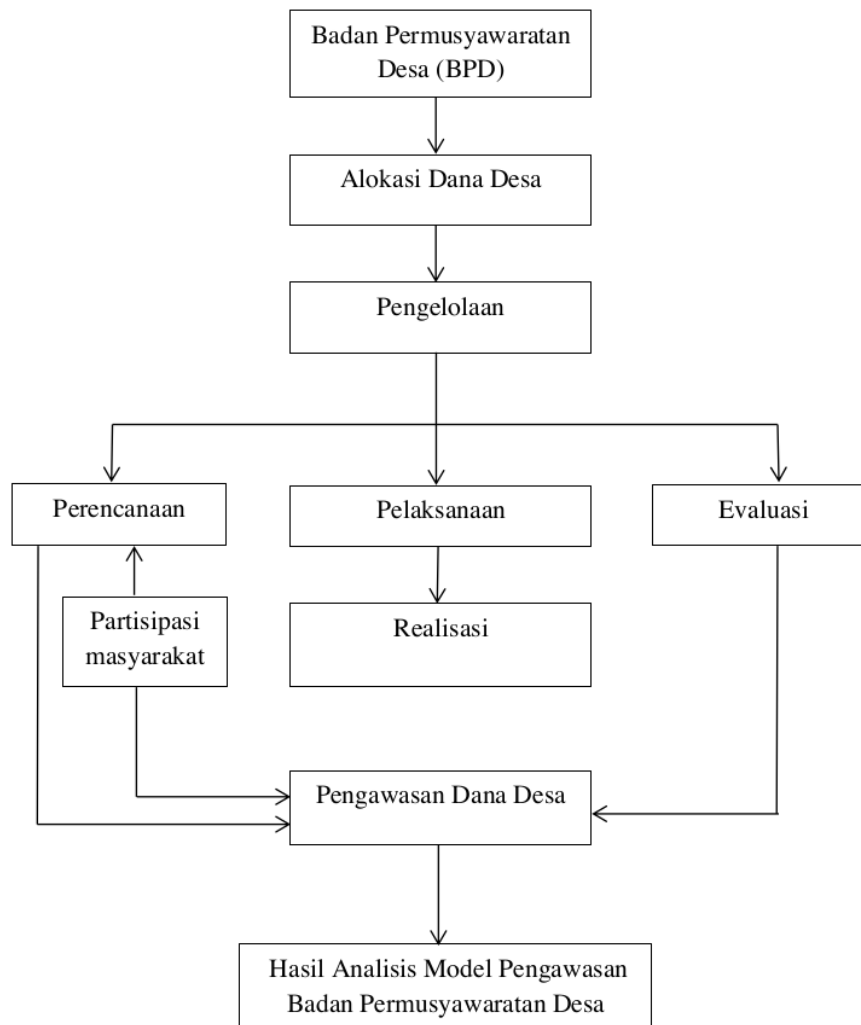 Badan Permusyawaratan
Desa (BPD)
Alokasi Dana Desa
Pengelolaan
Perencanaan
Pelaksanaan
Evaluasi
Partisipasi
masyarakat
Realisasi
Pengawasan Dana Desa
Hasil Analisis Model Pengawasan
Badan Permusyawaratan Desa